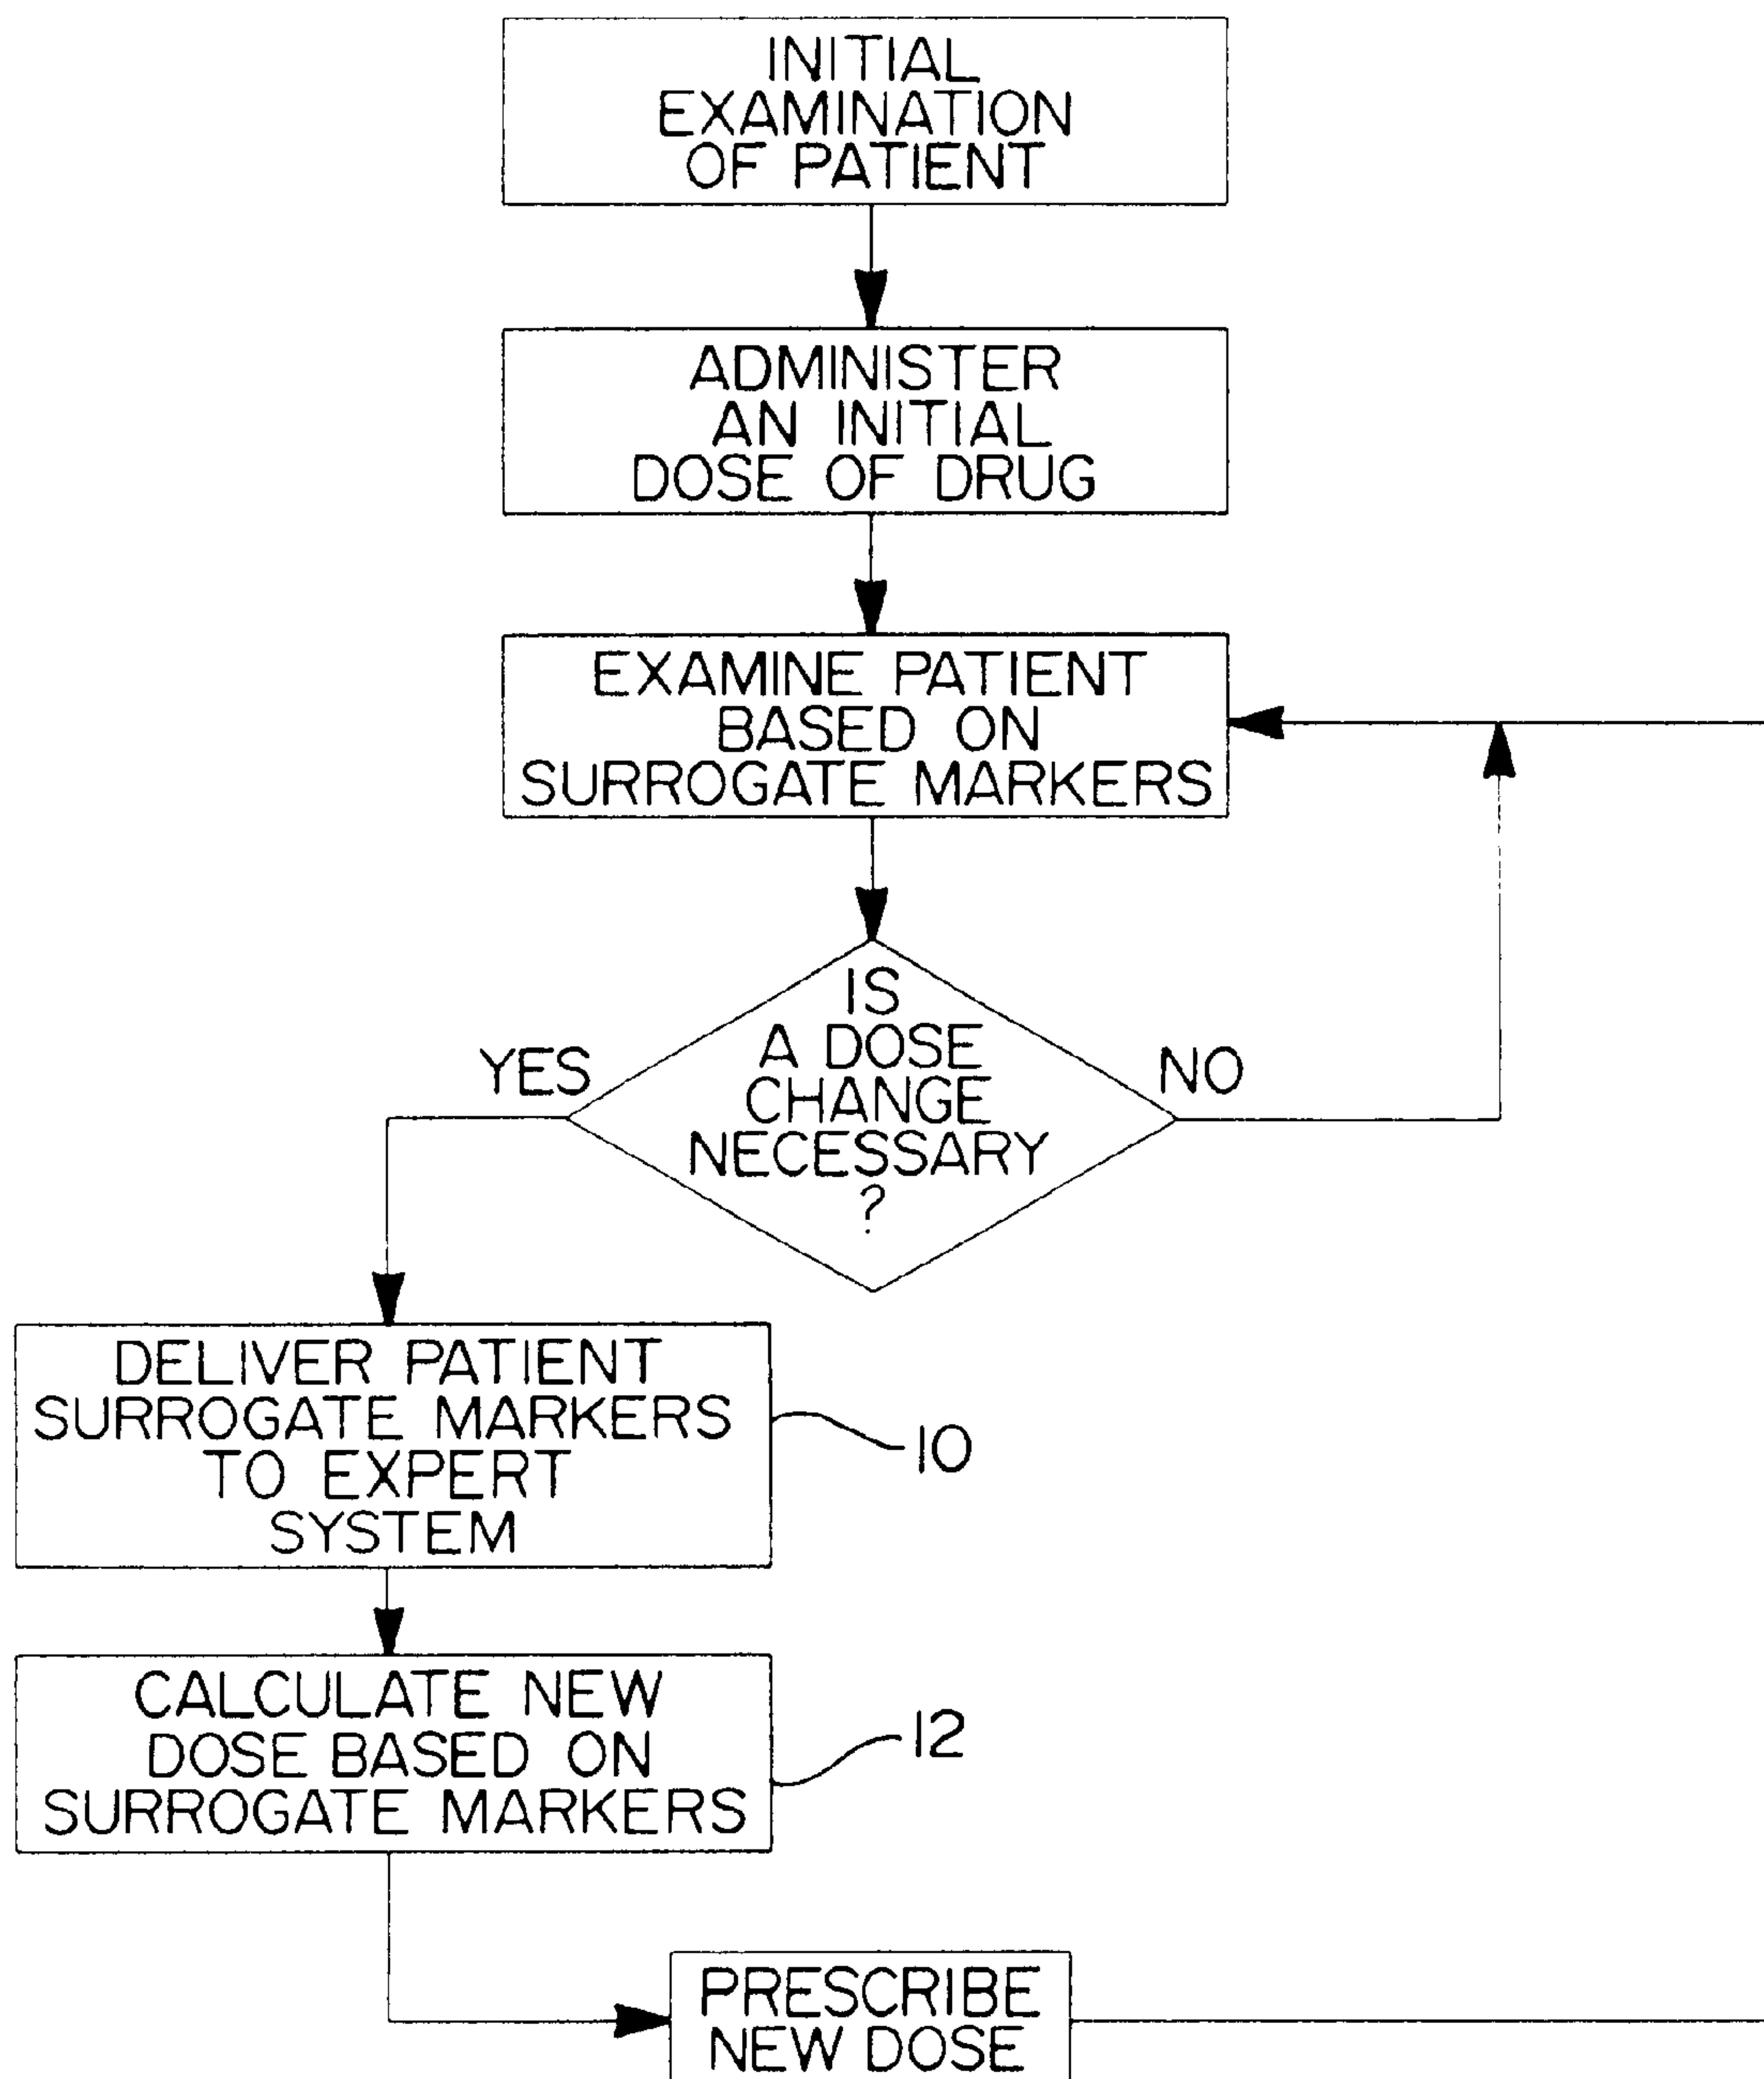 INITIAL
EXAMINATION
OF PATIENT
ADMINISTER
AN INITIAL
DOSE OF DRUG
EXAMINE PATIENT
BASED ON
SURROGATE MARKERS
IS
A DOSE
CHANGE
NECESSARY
?
YES
NO
DELIVER PATIENT
SURROGATE MARKERS
TO EXPERT
SYSTEM
10
CALCULATE NEW
DOSE BASED ON
SURROGATE MARKERS
12
PRESCRIBE
NEW DOSE